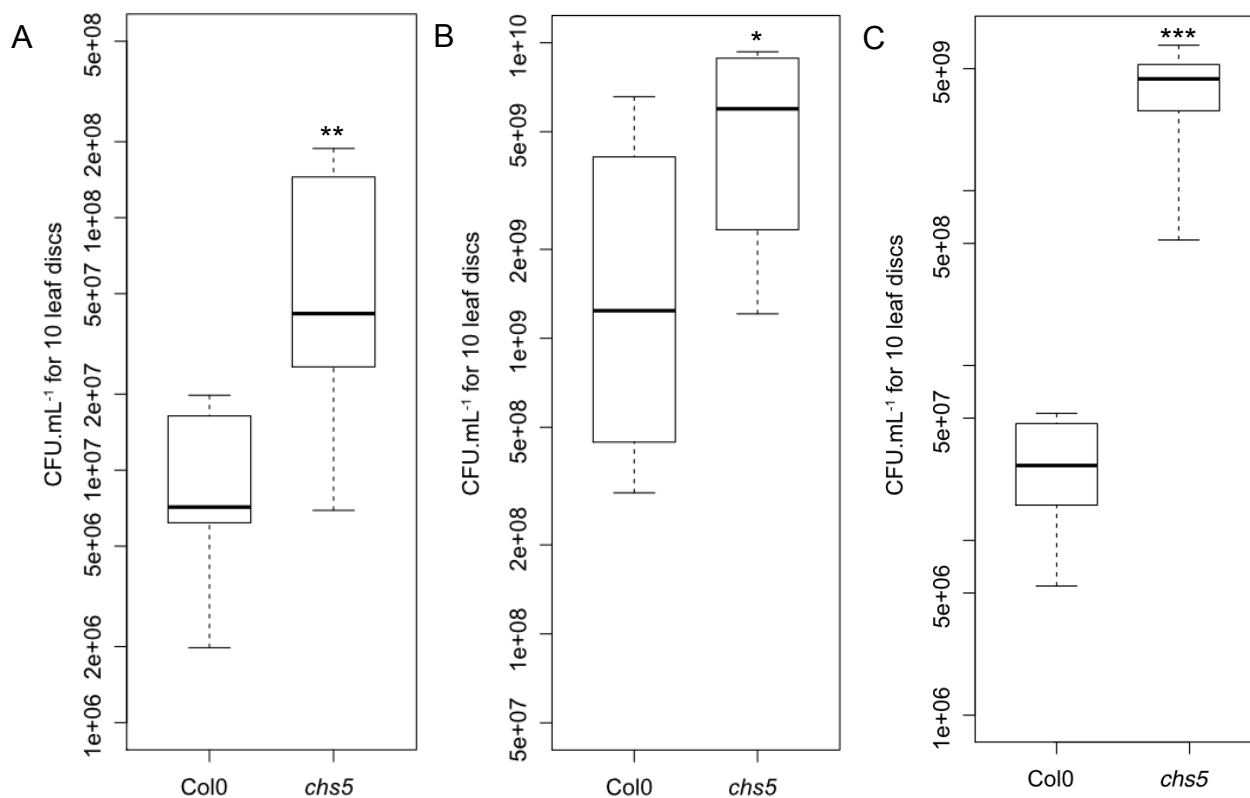 A
CFU.mL⁻¹ for 10 leaf discs
5e+08
2e+08
1e+08
5e+07
2e+07
1e+07
5e+06
2e+06
1e+06
**
Col0 chs5
B
CFU.mL⁻¹ for 10 leaf discs
1e+10
5e+09
2e+09
1e+09
5e+08
2e+08
1e+08
5e+07
*
Col0 chs5
C
CFU.mL⁻¹ for 10 leaf discs
5e+09
5e+08
5e+07
5e+06
1e+06
***
Col0 chs5